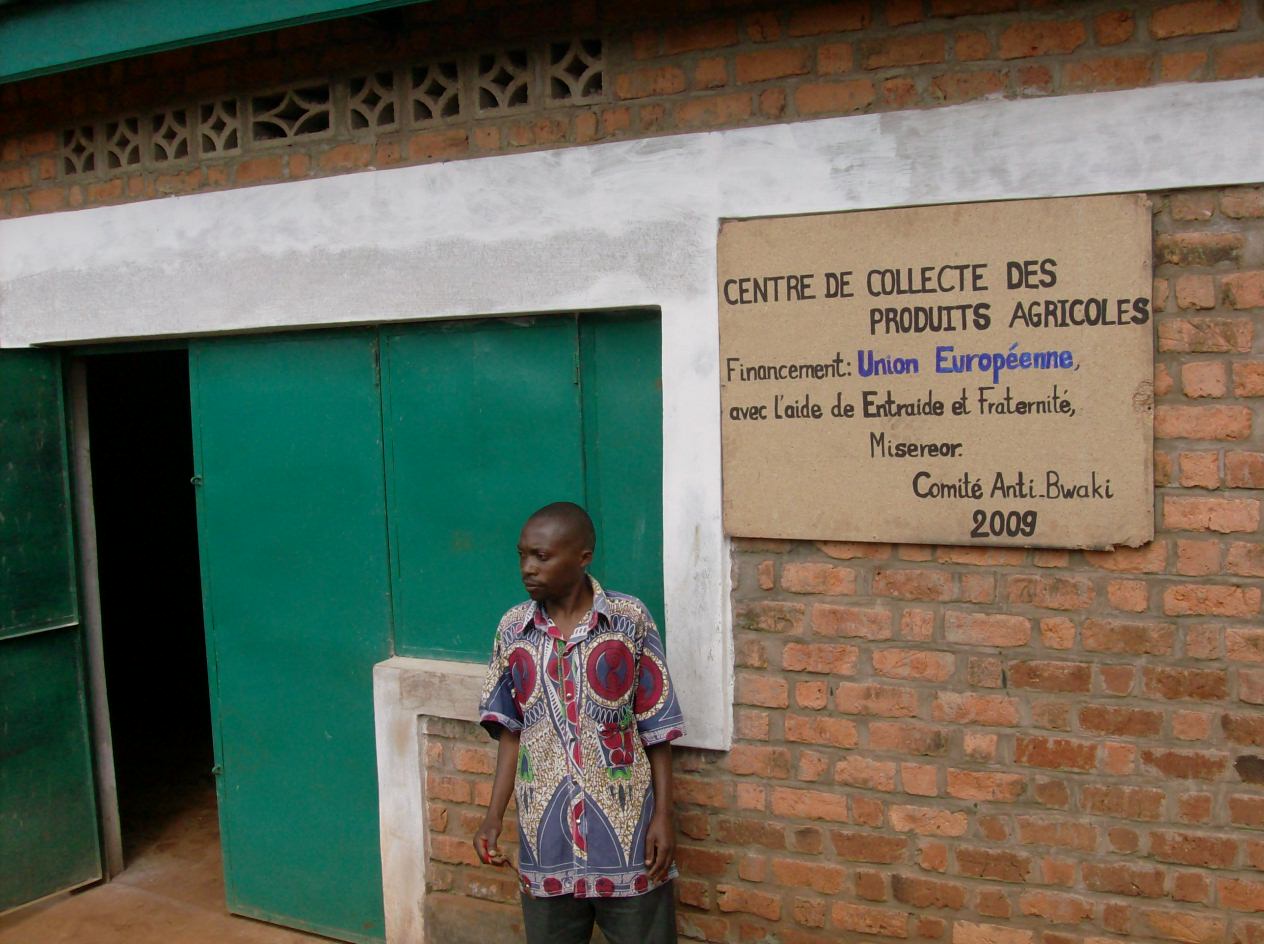 CENTRE DE COLLECTE DES
PRODUITS AGRICOLES
Financement: Union Européenne,
avec L'aide de Entraide et Fraternité,
Misereor.
Comité Anti-Bwaki
2009